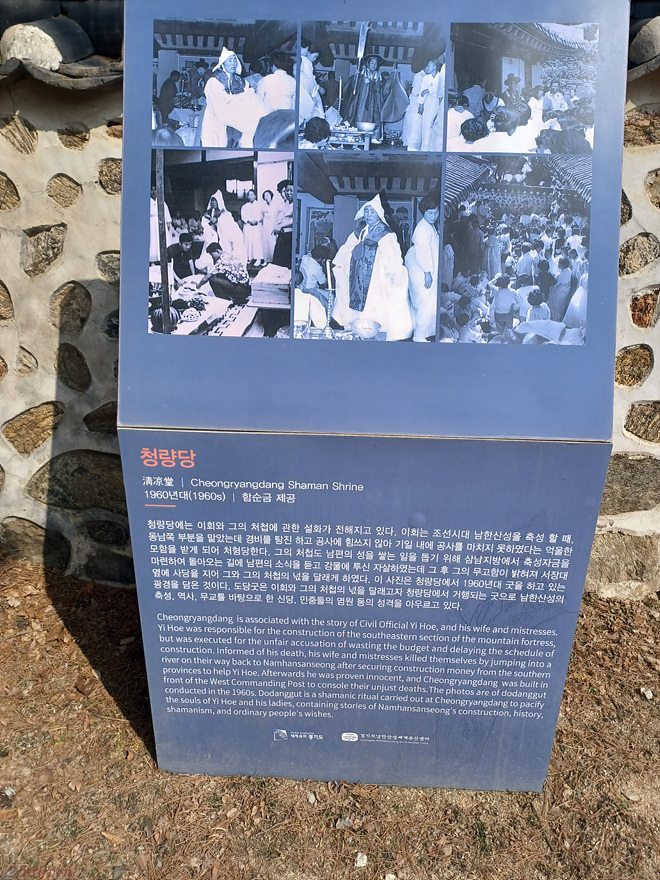 청량당
淸凉堂 | Cheongryangdang Shaman Shrine
1960년대(1960s) | 함순금 제공
청량당에는 이회와 그의 처첩에 관한 설화가 전해지고 있다. 이회는 조선시대 남한산성을 축성 할 때,
동남쪽 부분을 맡았는데 경비를 탕진 하고 공사에 힘쓰지 않아 기일 내에 공사를 마치지 못하였다는 억울한
모함을 받게 되어 처형당한다. 그의 처첩도 남편의 성을 쌓는 일을 돕기 위해 삼남지방에서 축성자금을
마련하여 돌아오는 길에 남편의 소식을 듣고 강물에 투신 자살하였는데 그 후 그의 무고함이 밝혀져 서장대
옆에 사당을 지어 그와 그의 처첩의 넋을 달래게 하였다. 이 사진은 청량당에서 1960년대 굿을 하고 있는
광경을 담은 것이다. 도당굿은 이회와 그의 처첩의 넋을 달래고자 청량당에서 거행되는 굿으로 남한산성의
축성, 역사, 무교를 바탕으로 한 신당, 민중들의 염원 등의 성격을 아우르고 있다.
Cheongryangdang is associated with the story of Civil Official Yi Hoe, and his wife and mistresses.
Yi Hoe was responsible for the construction of the southeastern section of the mountain fortress,
but was executed for the unfair accusation of wasting the budget and delaying the schedule of
construction. Informed of his death, his wife and mistresses killed themselves by jumping into a
river on their way back to Namhansanseong after securing construction money from the southern
provinces to help Yi Hoe. Afterwards he was proven innocent, and Cheongryangdang was built in
front of the West Commanding Post to console their unjust deaths. The photos are of dodanggut
conducted in the 1960s. Dodanggut is a shamanic ritual carried out at Cheongryangdang to pacify
the souls of Yi Hoe and his ladies, containing stories of Namhansanseong's construction, history,
shamanism, and ordinary people's wishes.
세계속의 경기도
경기도남한산성세계유산센터